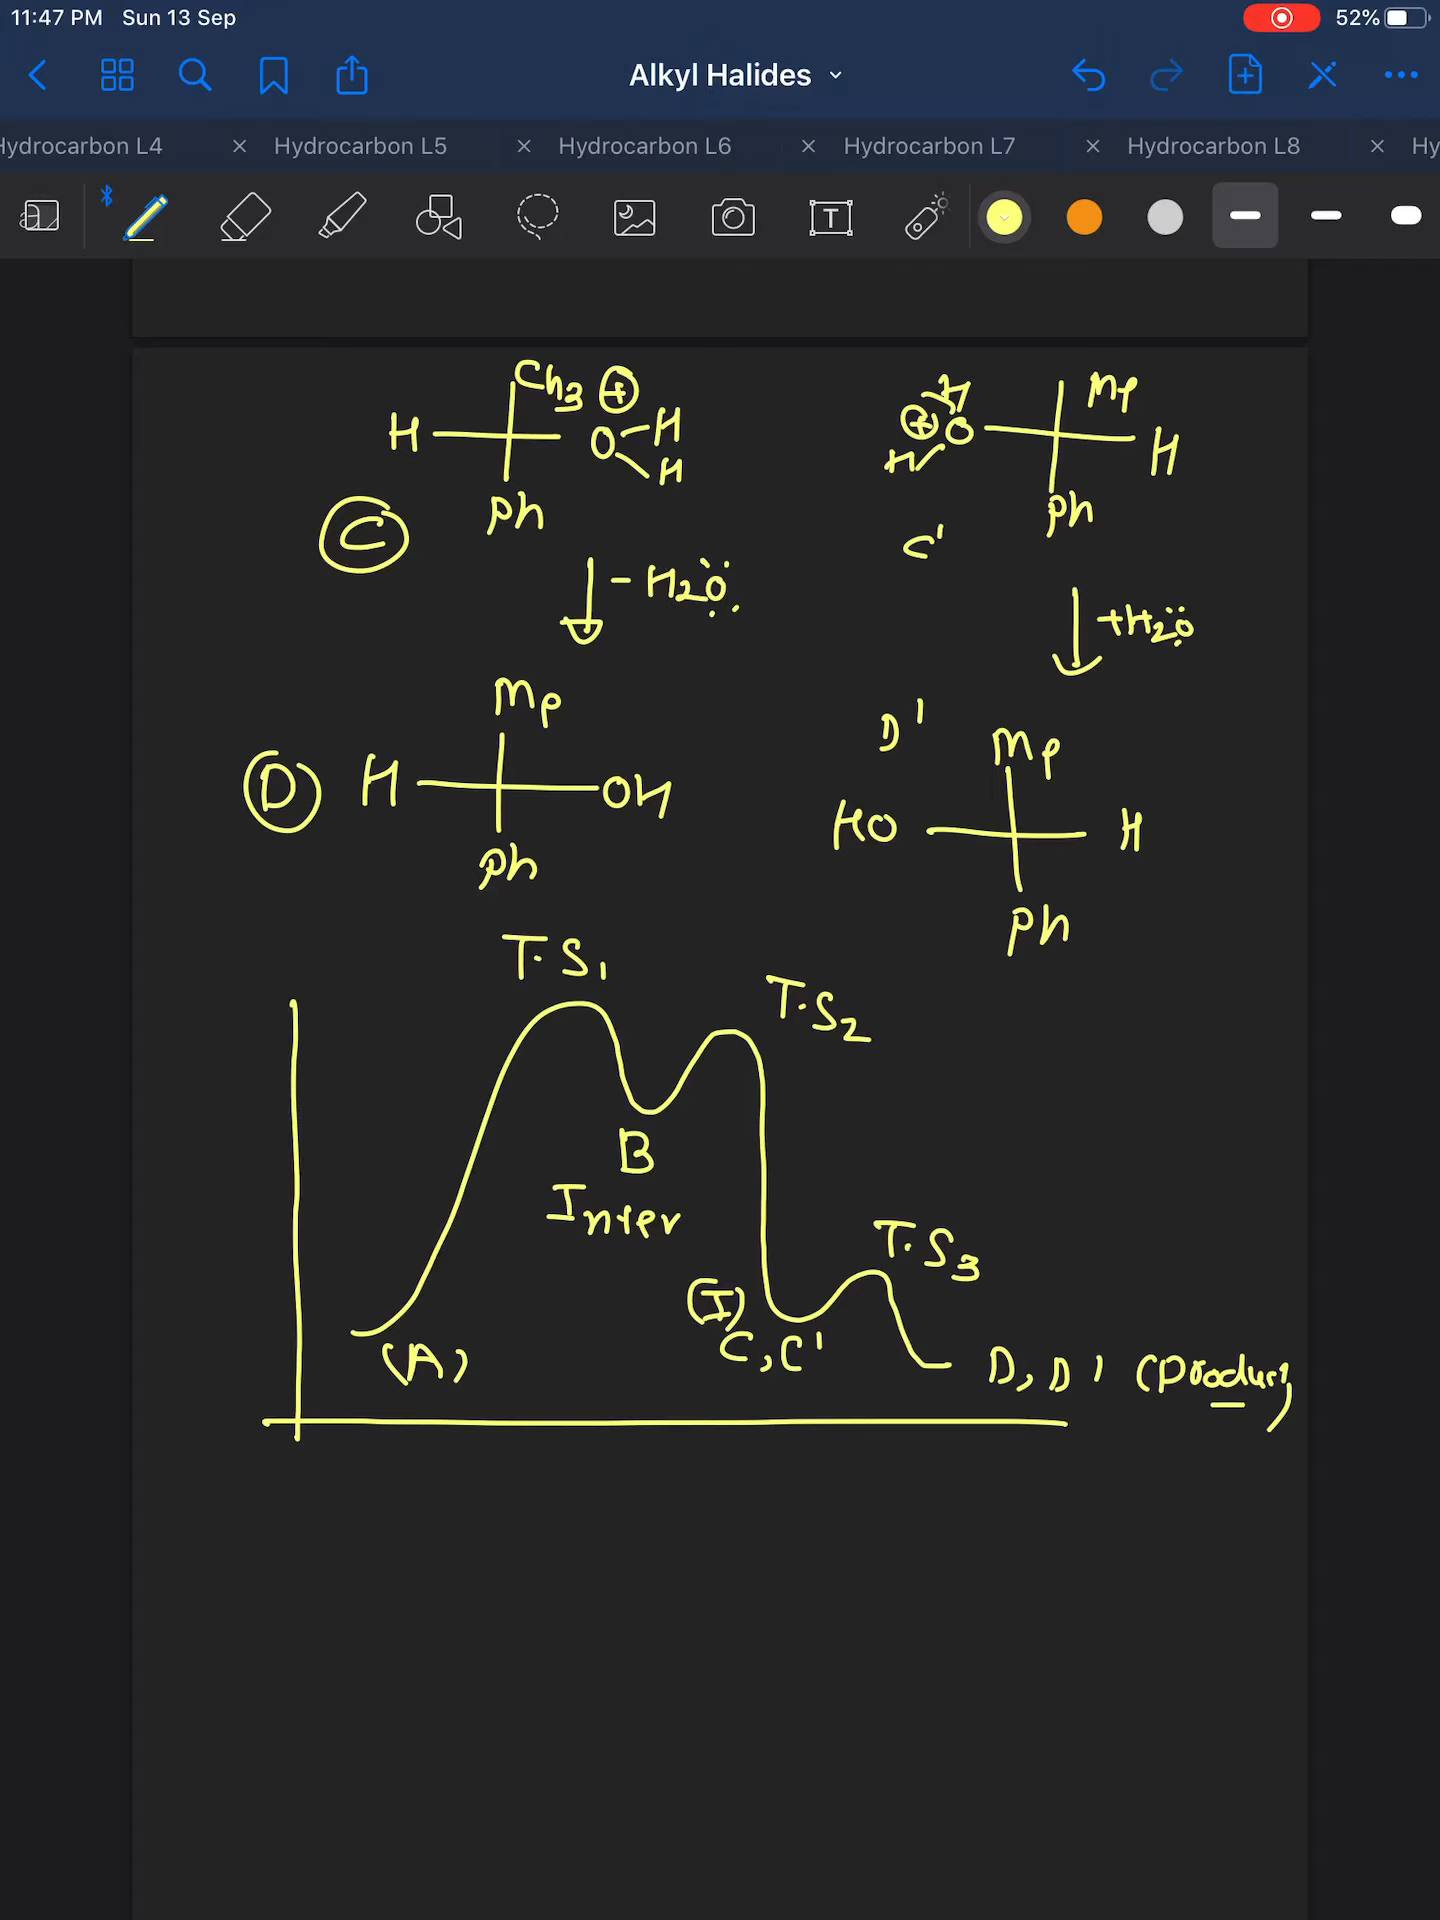 11:47 PM Sun 13 Sep 52%
Alkyl Halides
Hydrocarbon L4 Hydrocarbon L5 Hydrocarbon L6 Hydrocarbon L7 Hydrocarbon L8 Hy
a T
Ch3 ⊕
H O H
H
Ph
C
H Me
⊕ O H
H
Ph
C'
- H2O
+H2O
Me
D H OH
Ph
D' Me
HO H
Ph
T.S1
T.S2
B
Inter
T.S3
(I)
(A) C, C' D, D' (Product)